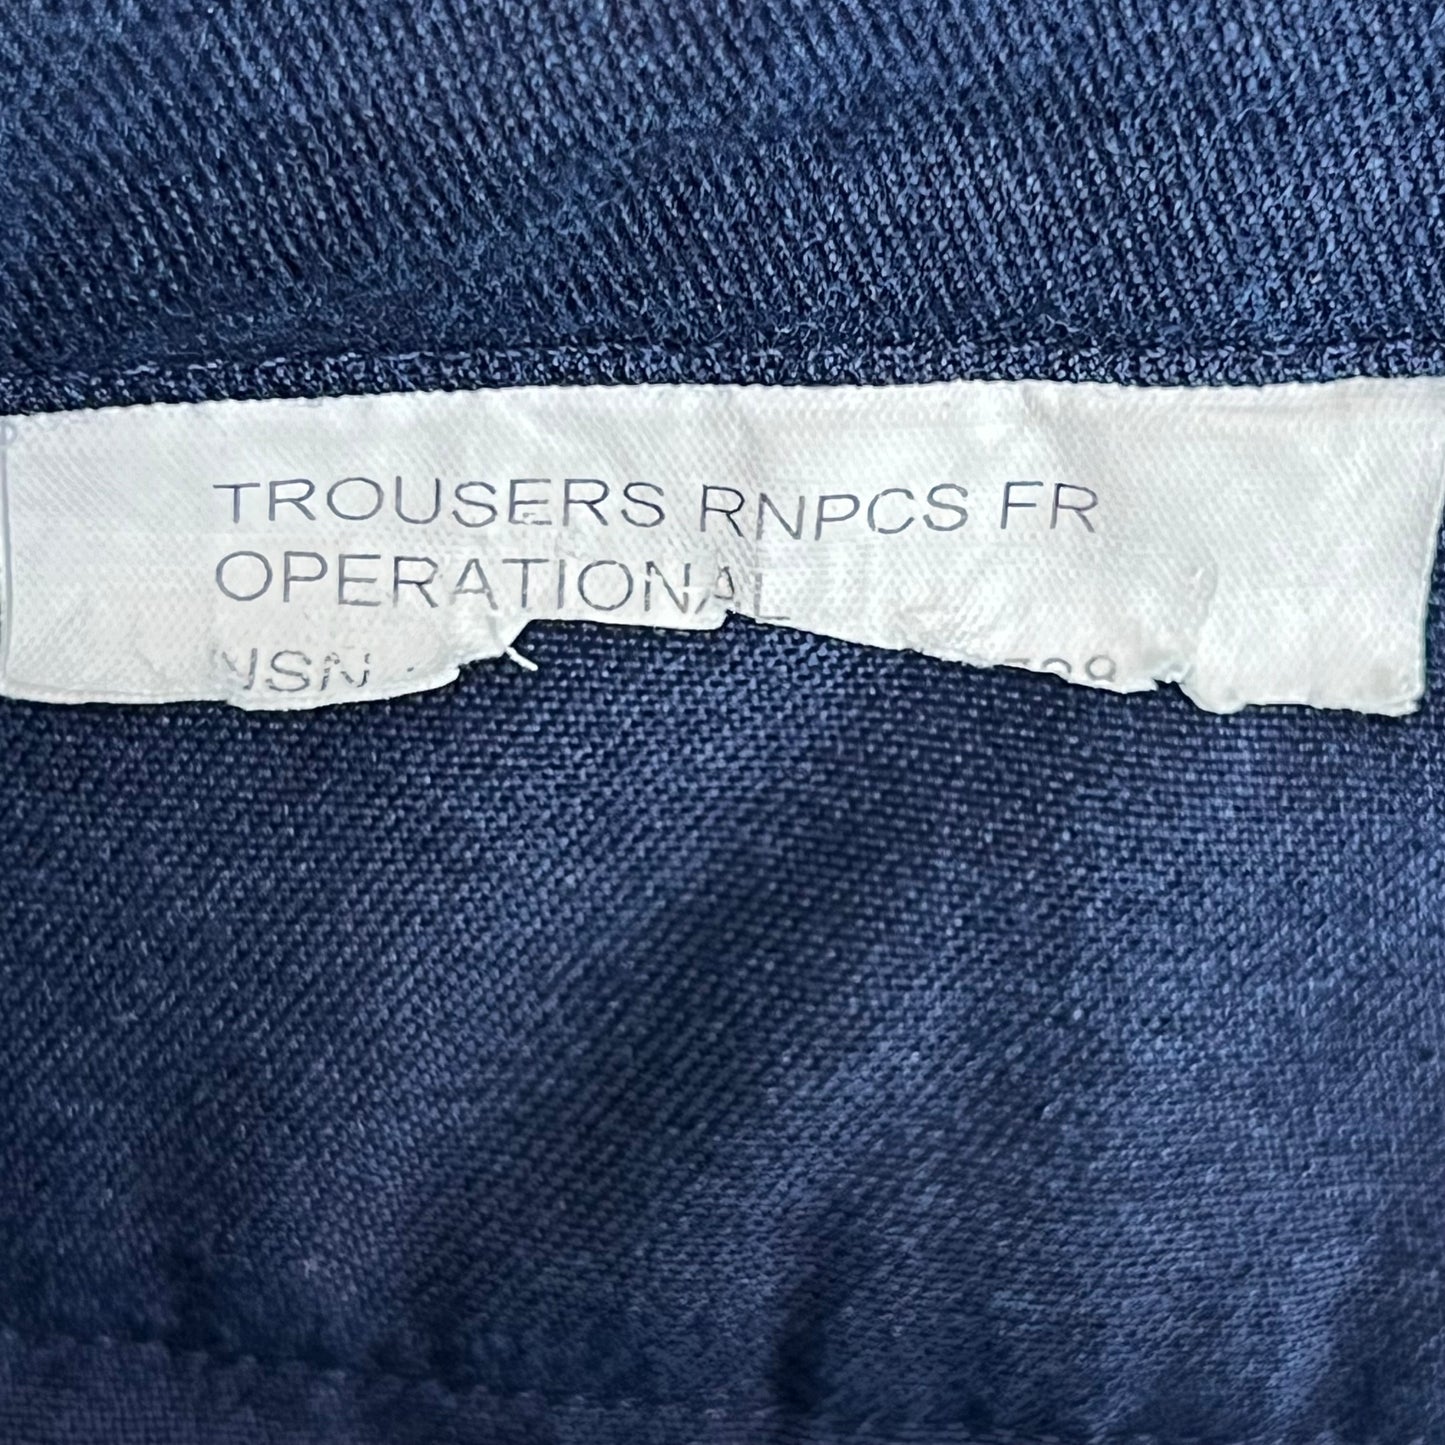 TROUSERS RNPCS FR
OPERATIONAL
NSN